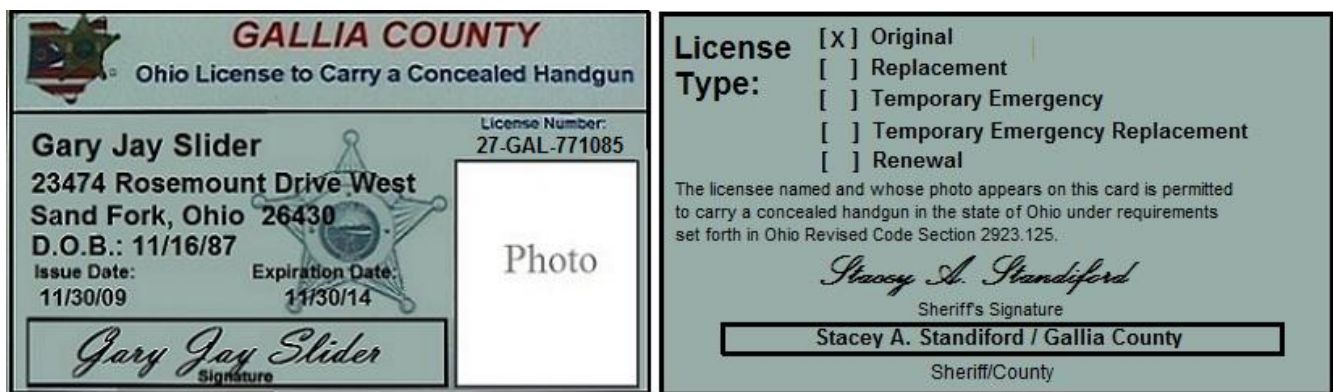 GALLIA COUNTY
Ohio License to Carry a Concealed Handgun
License Number:
27-GAL-771085
Gary Jay Slider
23474 Rosemount Drive West
Sand Fork, Ohio 26430
D.O.B.: 11/16/87
Issue Date: Expiration Date:
11/30/09 11/30/14
Photo
Gary Jay Slider
Signature
License Type:
[X] Original
[ ] Replacement
[ ] Temporary Emergency
[ ] Temporary Emergency Replacement
[ ] Renewal
The licensee named and whose photo appears on this card is permitted
to carry a concealed handgun in the state of Ohio under requirements
set forth in Ohio Revised Code Section 2923.125.
Stacey A. Standiford
Sheriff's Signature
Stacey A. Standiford / Gallia County
Sheriff/County